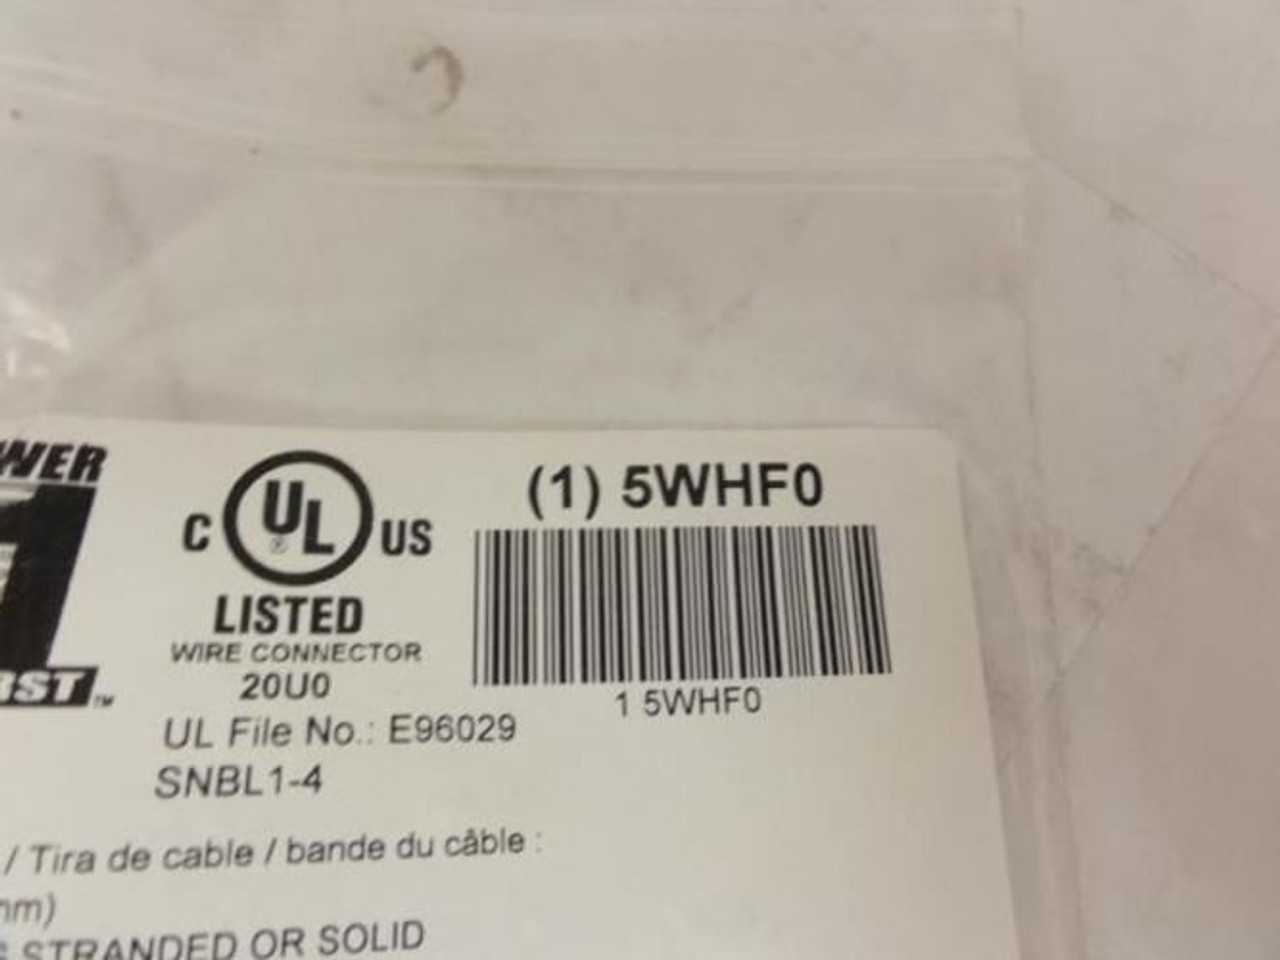 (1) 5WHF0
C UL® US
LISTED
WIRE CONNECTOR
20U0
1 5WHF0
UL File No.: E96029
SNBL1-4
/ Tira de cable / bande du câble :
STRANDED OR SOLID